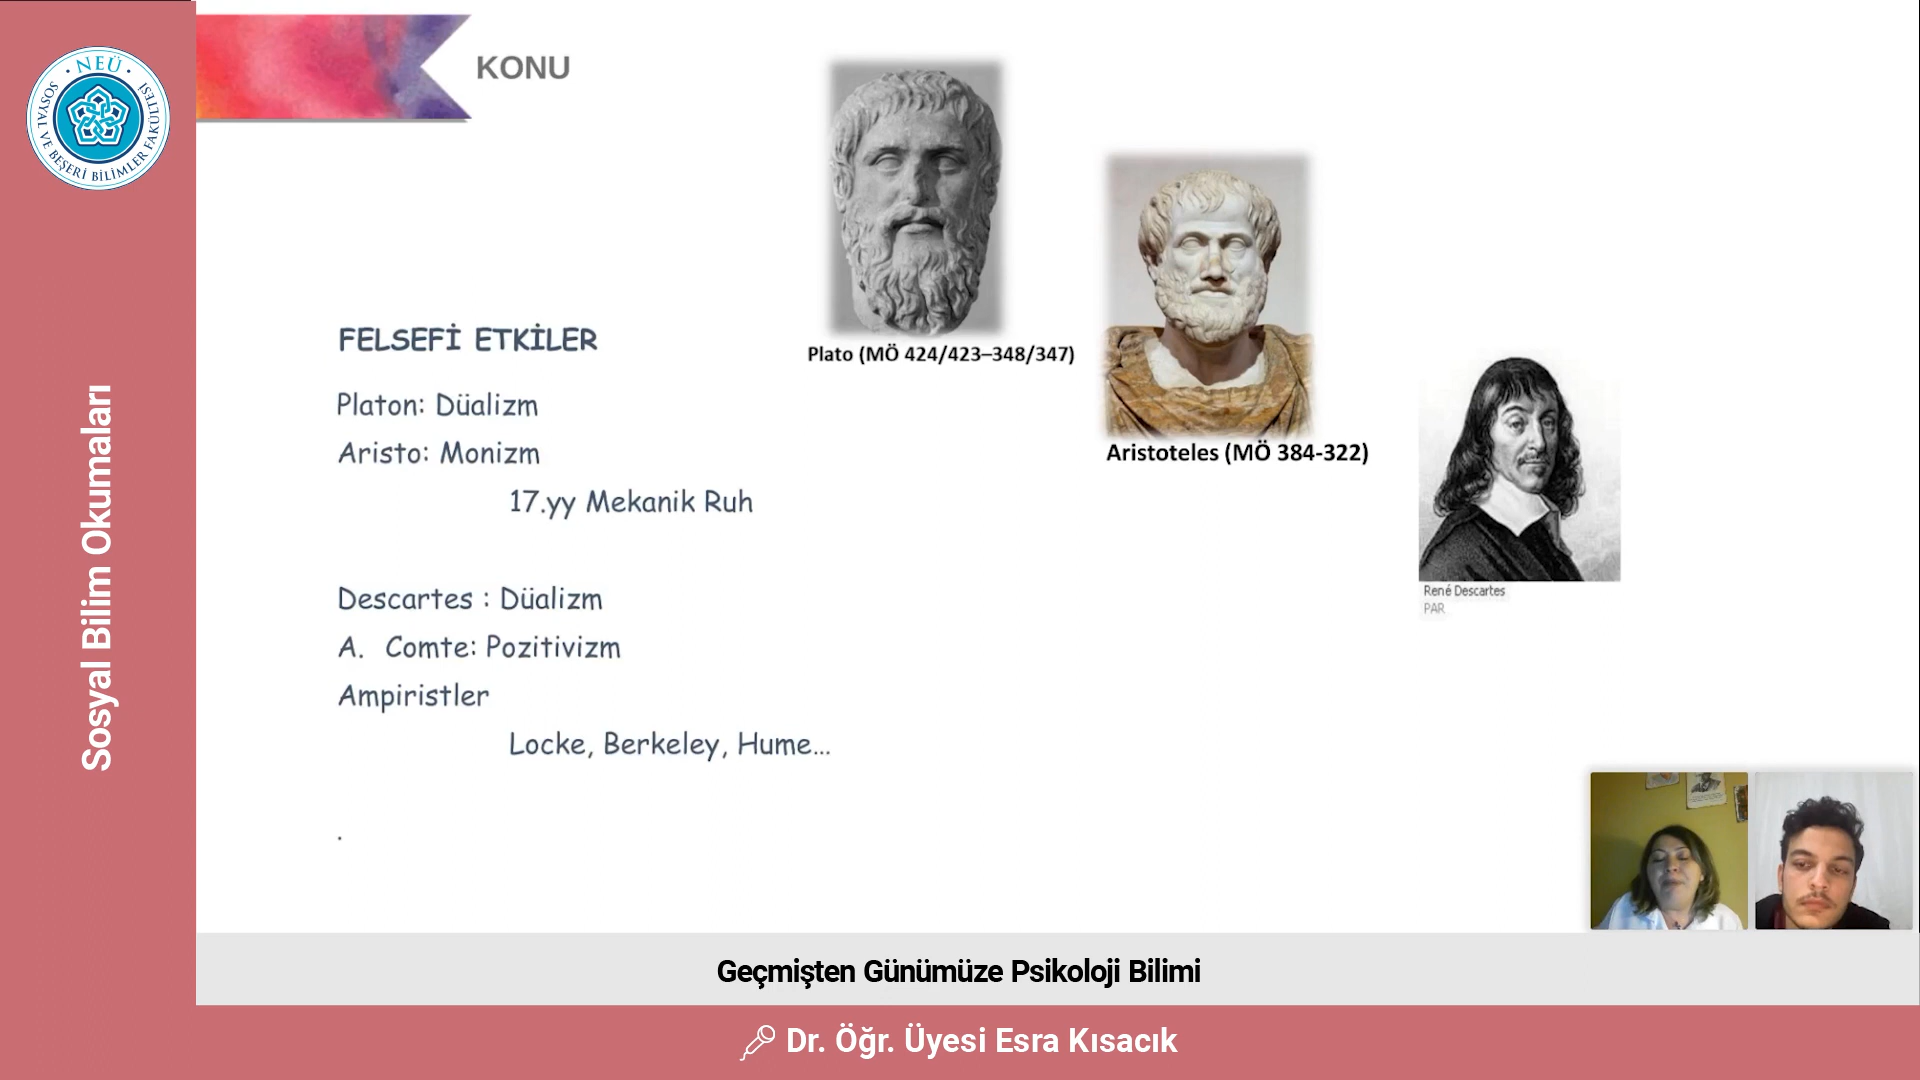 NEÜ
SOSYAL VE BEŞERİ BİLİMLER FAKÜLTESİ
Sosyal Bilim Okumaları
KONU
Plato (MÖ 424/423–348/347)
Aristoteles (MÖ 384-322)
René Descartes
PAR
FELSEFİ ETKİLER
Platon: Düalizm
Aristo: Monizm
17.yy Mekanik Ruh
Descartes : Düalizm
A. Comte: Pozitivizm
Ampiristler
Locke, Berkeley, Hume...
.
Geçmişten Günümüze Psikoloji Bilimi
Dr. Öğr. Üyesi Esra Kısacık